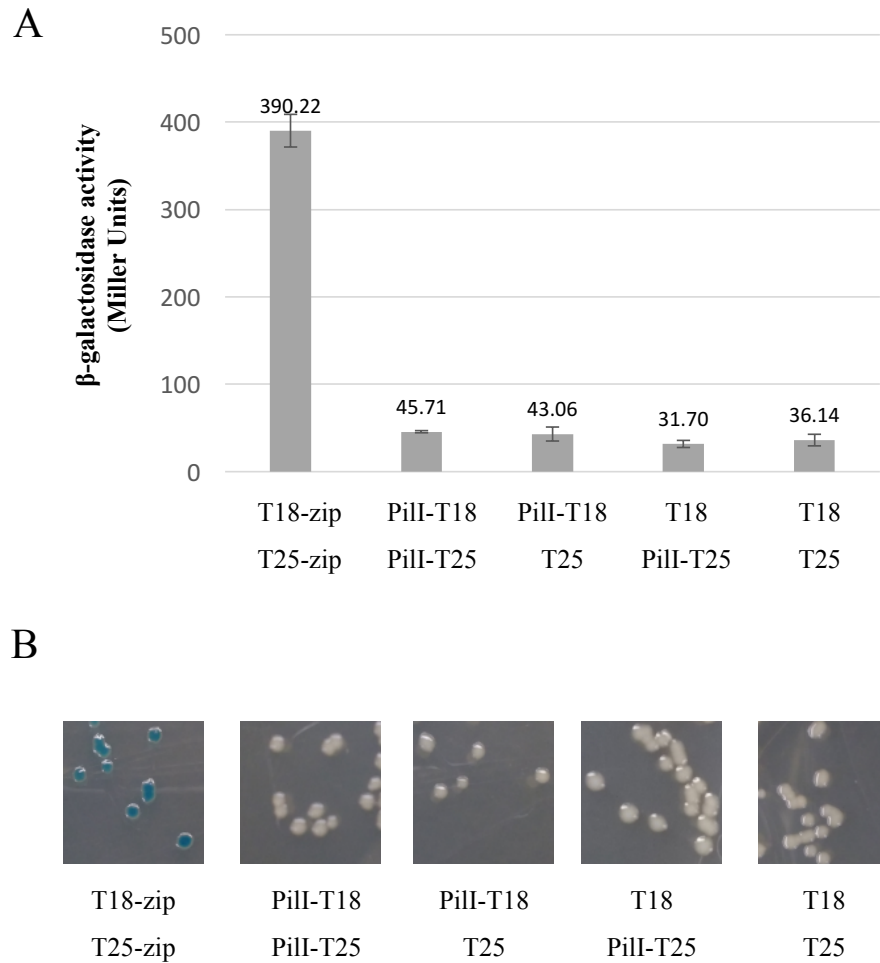 A
500
400
300
200
100
0
β-galactosidase activity
(Miller Units)
390.22
45.71
43.06
31.70
36.14
T18-zip PilI-T18 PilI-T18 T18 T18
T25-zip PilI-T25 T25 PilI-T25 T25
B
T18-zip PilI-T18 PilI-T18 T18 T18
T25-zip PilI-T25 T25 PilI-T25 T25